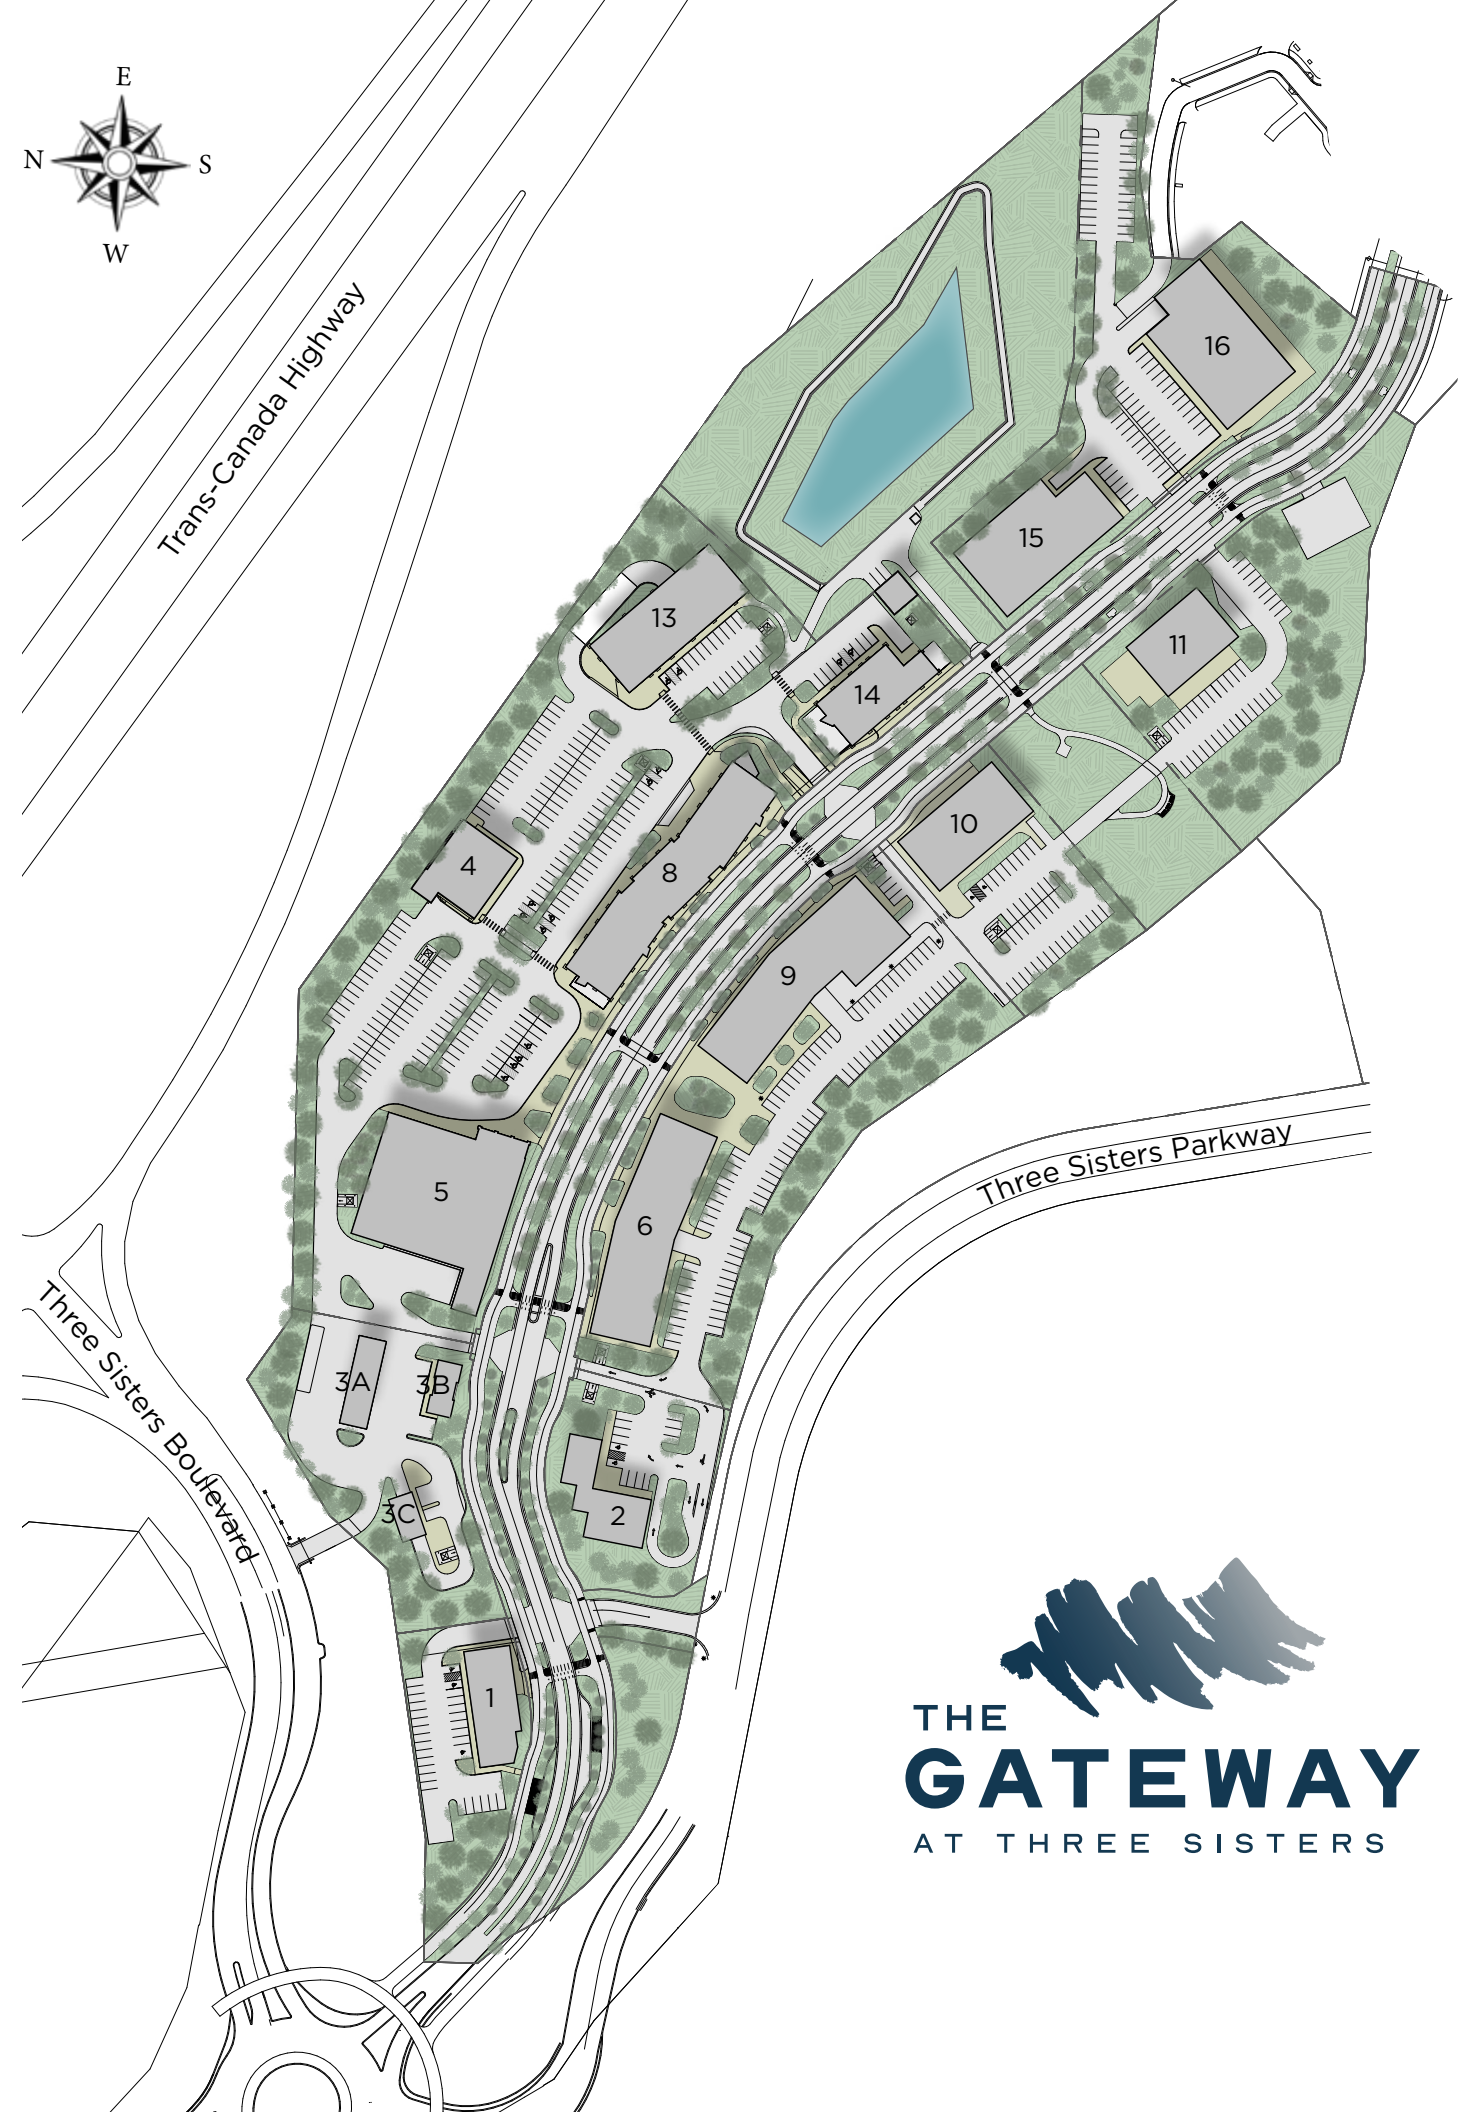 E
N
S
W
Trans-Canada Highway
16
15
13
11
14
10
4
8
9
Three Sisters Parkway
5
6
Three Sisters Boulevard
3A
3B
3C
2
1
THE
GATEWAY
AT THREE SISTERS